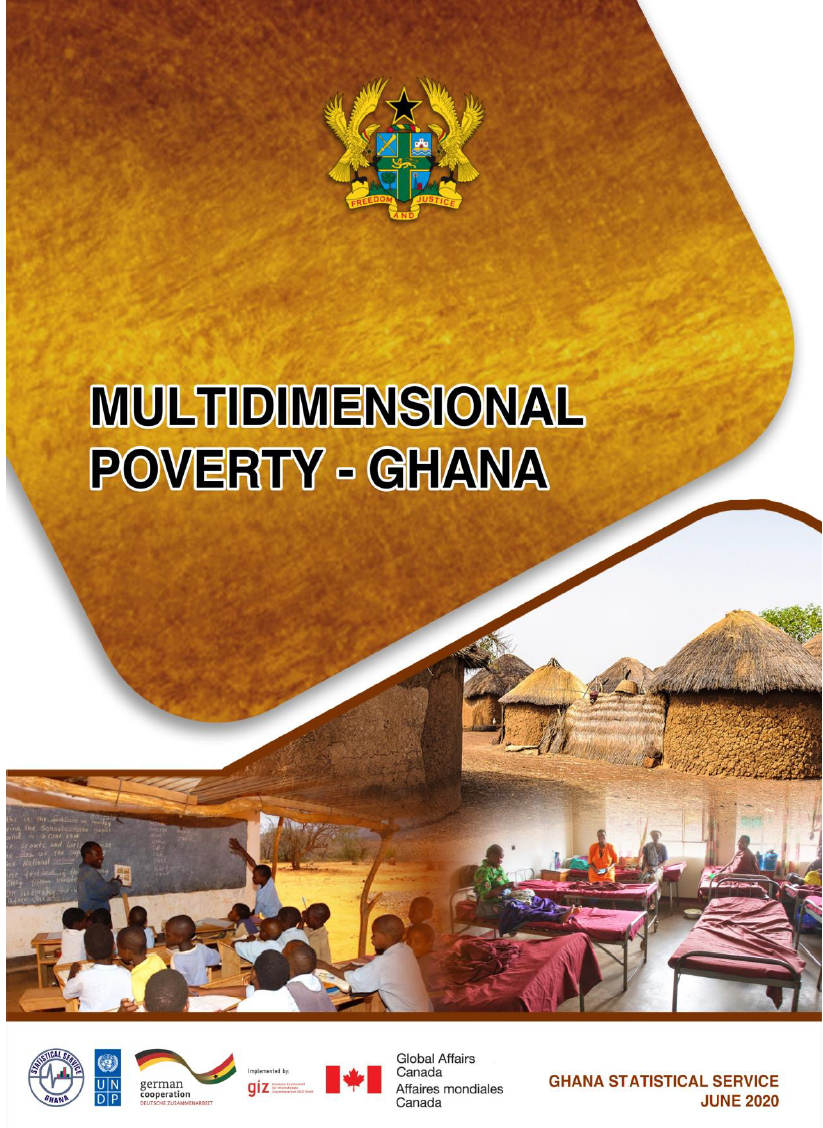 FREEDOM AND JUSTICE
MULTIDIMENSIONAL
POVERTY - GHANA
STATISTICAL SERVICE
GHANA
U N
D P
german
cooperation
DEUTSCHE ZUSAMMENARBEIT
Implemented by:
giz
Global Affairs
Canada
Affaires mondiales
Canada
GHANA STATISTICAL SERVICE
JUNE 2020